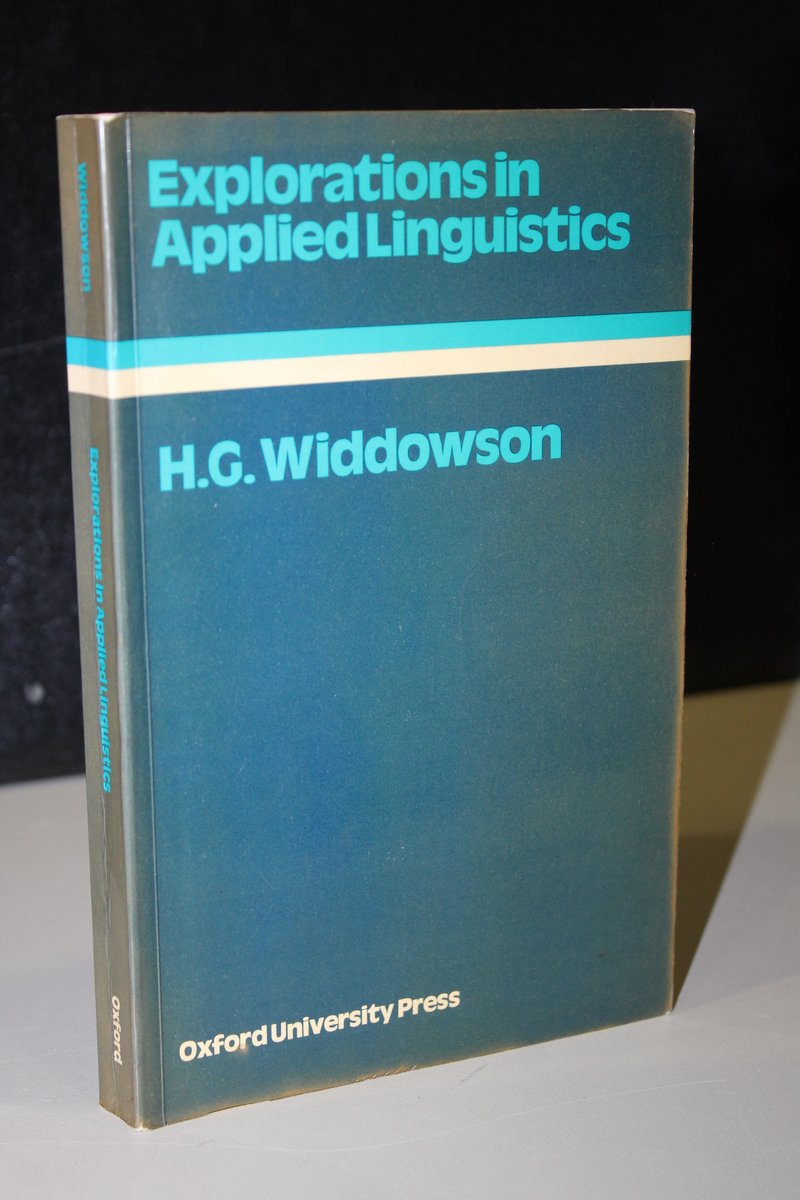 Explorations in
Applied Linguistics
H.G. Widdowson
Oxford University Press
Widdowson
Explorations in Applied Linguistics
Oxford